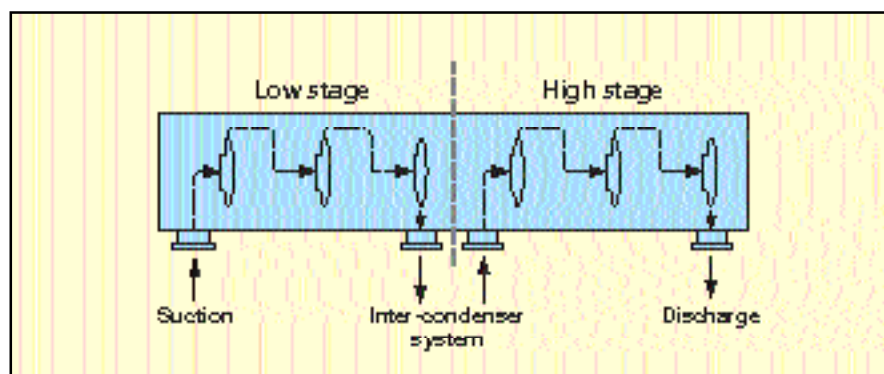 Low stage
High stage
Suction
Inter-condenser
system
Discharge